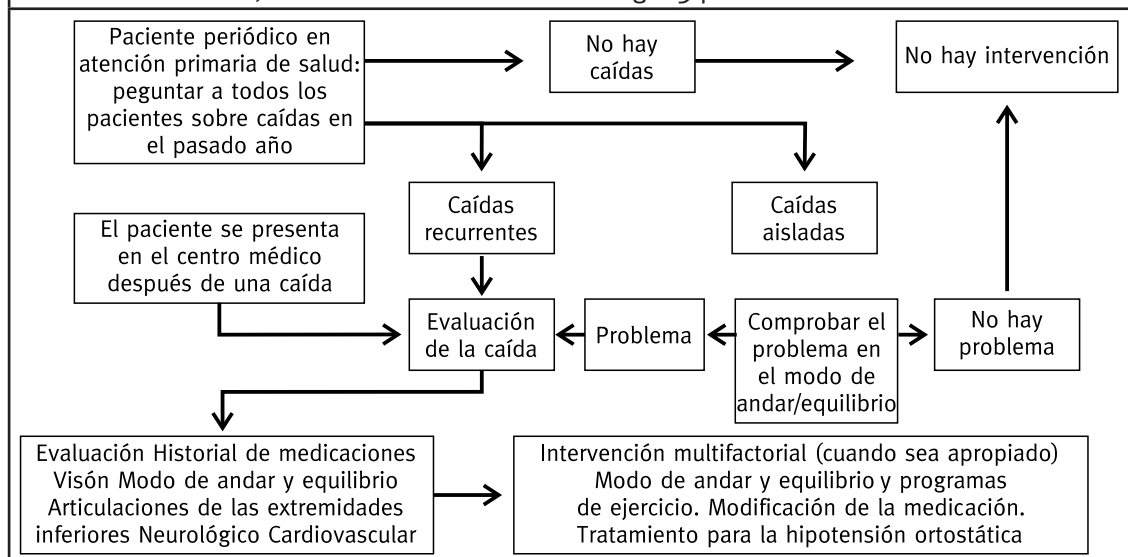 Paciente periódico en
atención primaria de salud:
peguntar a todos los
pacientes sobre caídas en
el pasado año
No hay
caídas
No hay intervención
Caídas
recurrentes
Caídas
aisladas
El paciente se presenta
en el centro médico
después de una caída
Evaluación
de la caída
Problema
Comprobar el
problema en
el modo de
andar/equilibrio
No hay
problema
Evaluación Historial de medicaciones
Visón Modo de andar y equilibrio
Articulaciones de las extremidades
inferiores Neurológico Cardiovascular
Intervención multifactorial (cuando sea apropiado)
Modo de andar y equilibrio y programas
de ejercicio. Modificación de la medicación.
Tratamiento para la hipotensión ortostática